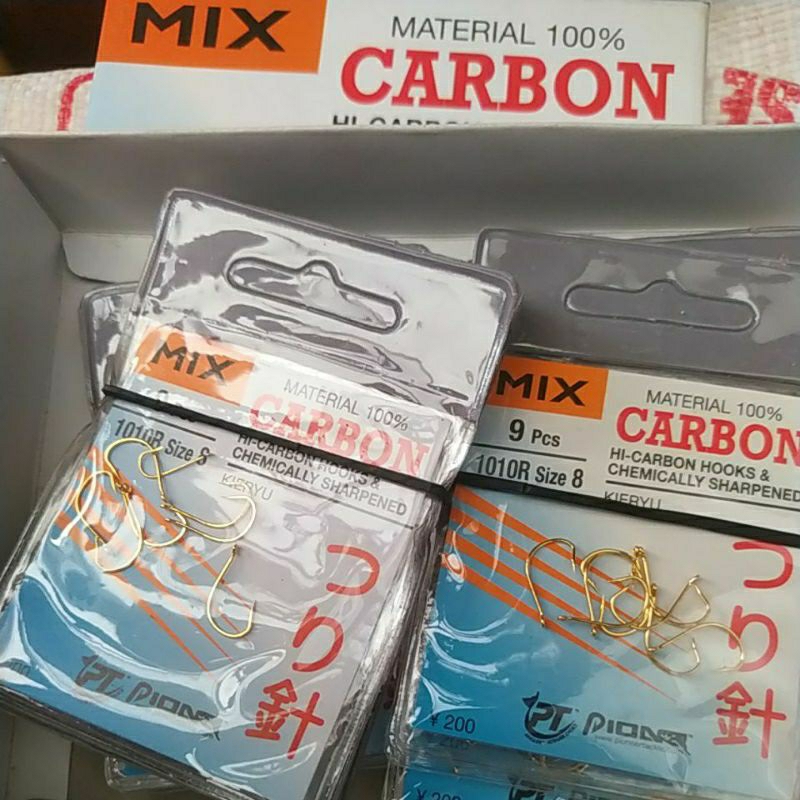 MIX
MATERIAL 100%
CARBON
MIX
MATERIAL 100%
CARBON
1010R Size 8
HI-CARBON HOOKS &
CHEMICALLY SHARPENED
KIERYU
つり針
PT PIONEER
MIX
MATERIAL 100%
9 Pcs
CARBON
1010R Size 8
HI-CARBON HOOKS &
CHEMICALLY SHARPENED
KIERYU
つり針
¥ 200
PT PIONEER